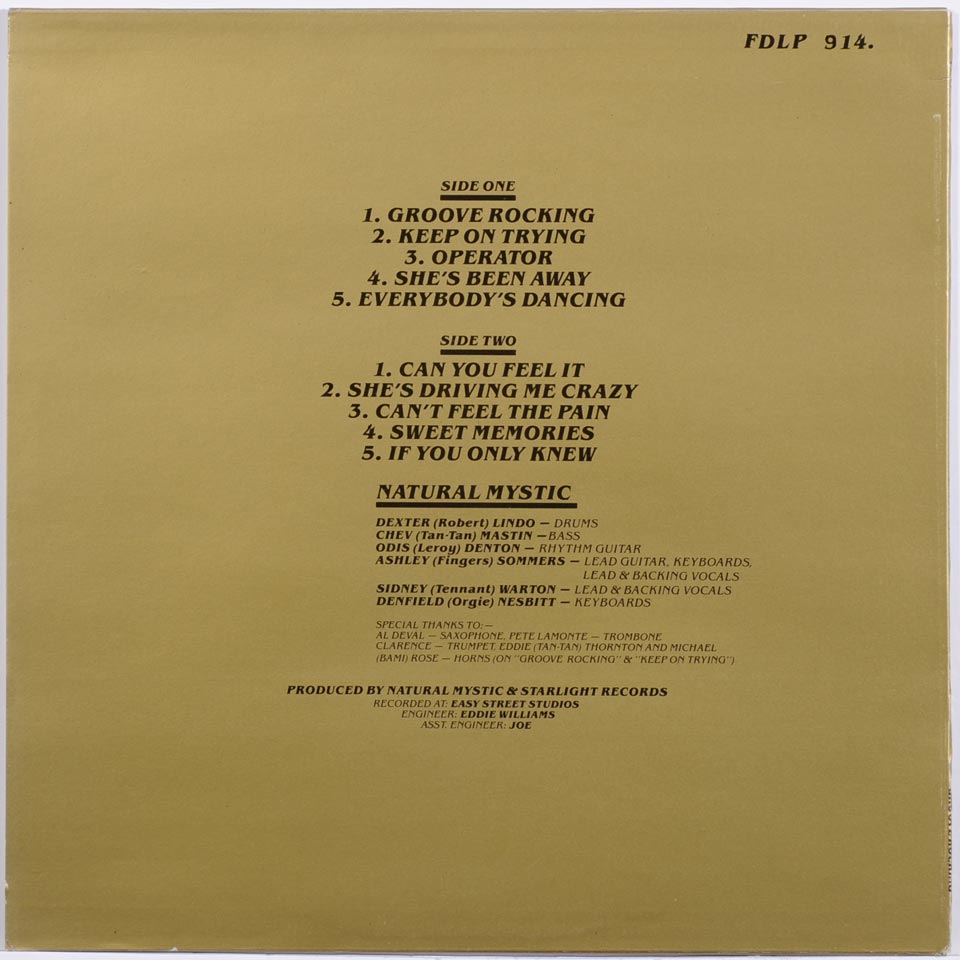 FDLP 914.
SIDE ONE
1. GROOVE ROCKING
2. KEEP ON TRYING
3. OPERATOR
4. SHE'S BEEN AWAY
5. EVERYBODY'S DANCING
SIDE TWO
1. CAN YOU FEEL IT
2. SHE'S DRIVING ME CRAZY
3. CAN'T FEEL THE PAIN
4. SWEET MEMORIES
5. IF YOU ONLY KNEW
NATURAL MYSTIC
DEXTER (Robert) LINDO — DRUMS
CHEV (Tan-Tan) MASTIN — BASS
ODIS (Leroy) DENTON — RHYTHM GUITAR
ASHLEY (Fingers) SOMMERS — LEAD GUITAR, KEYBOARDS,
LEAD & BACKING VOCALS
SIDNEY (Tennant) WARTON — LEAD & BACKING VOCALS
DENFIELD (Orgie) NESBITT — KEYBOARDS
SPECIAL THANKS TO:—
AL DEVAL — SAXOPHONE, PETE LAMONTE — TROMBONE
CLARENCE — TRUMPET, EDDIE (TAN-TAN) THORNTON AND MICHAEL
(BAMI) ROSE — HORNS (ON "GROOVE ROCKING" & "KEEP ON TRYING")
PRODUCED BY NATURAL MYSTIC & STARLIGHT RECORDS
RECORDED AT: EASY STREET STUDIOS
ENGINEER: EDDIE WILLIAMS
ASST. ENGINEER: JOE